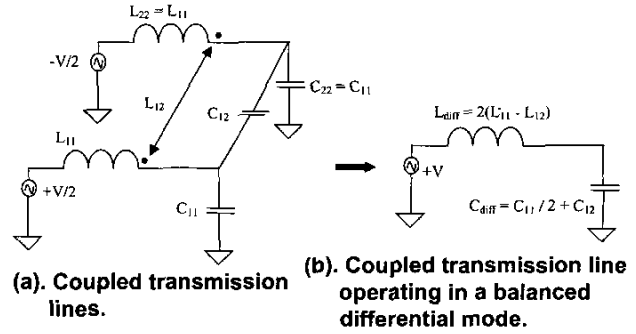 L22 = L11
-V/2
L12
C12
C22 = C11
L11
+V/2
C11
Ldiff = 2(L11 - L12)
+V
Cdiff = C11 / 2 + C12
(a). Coupled transmission
lines.
(b). Coupled transmission line
operating in a balanced
differential mode.